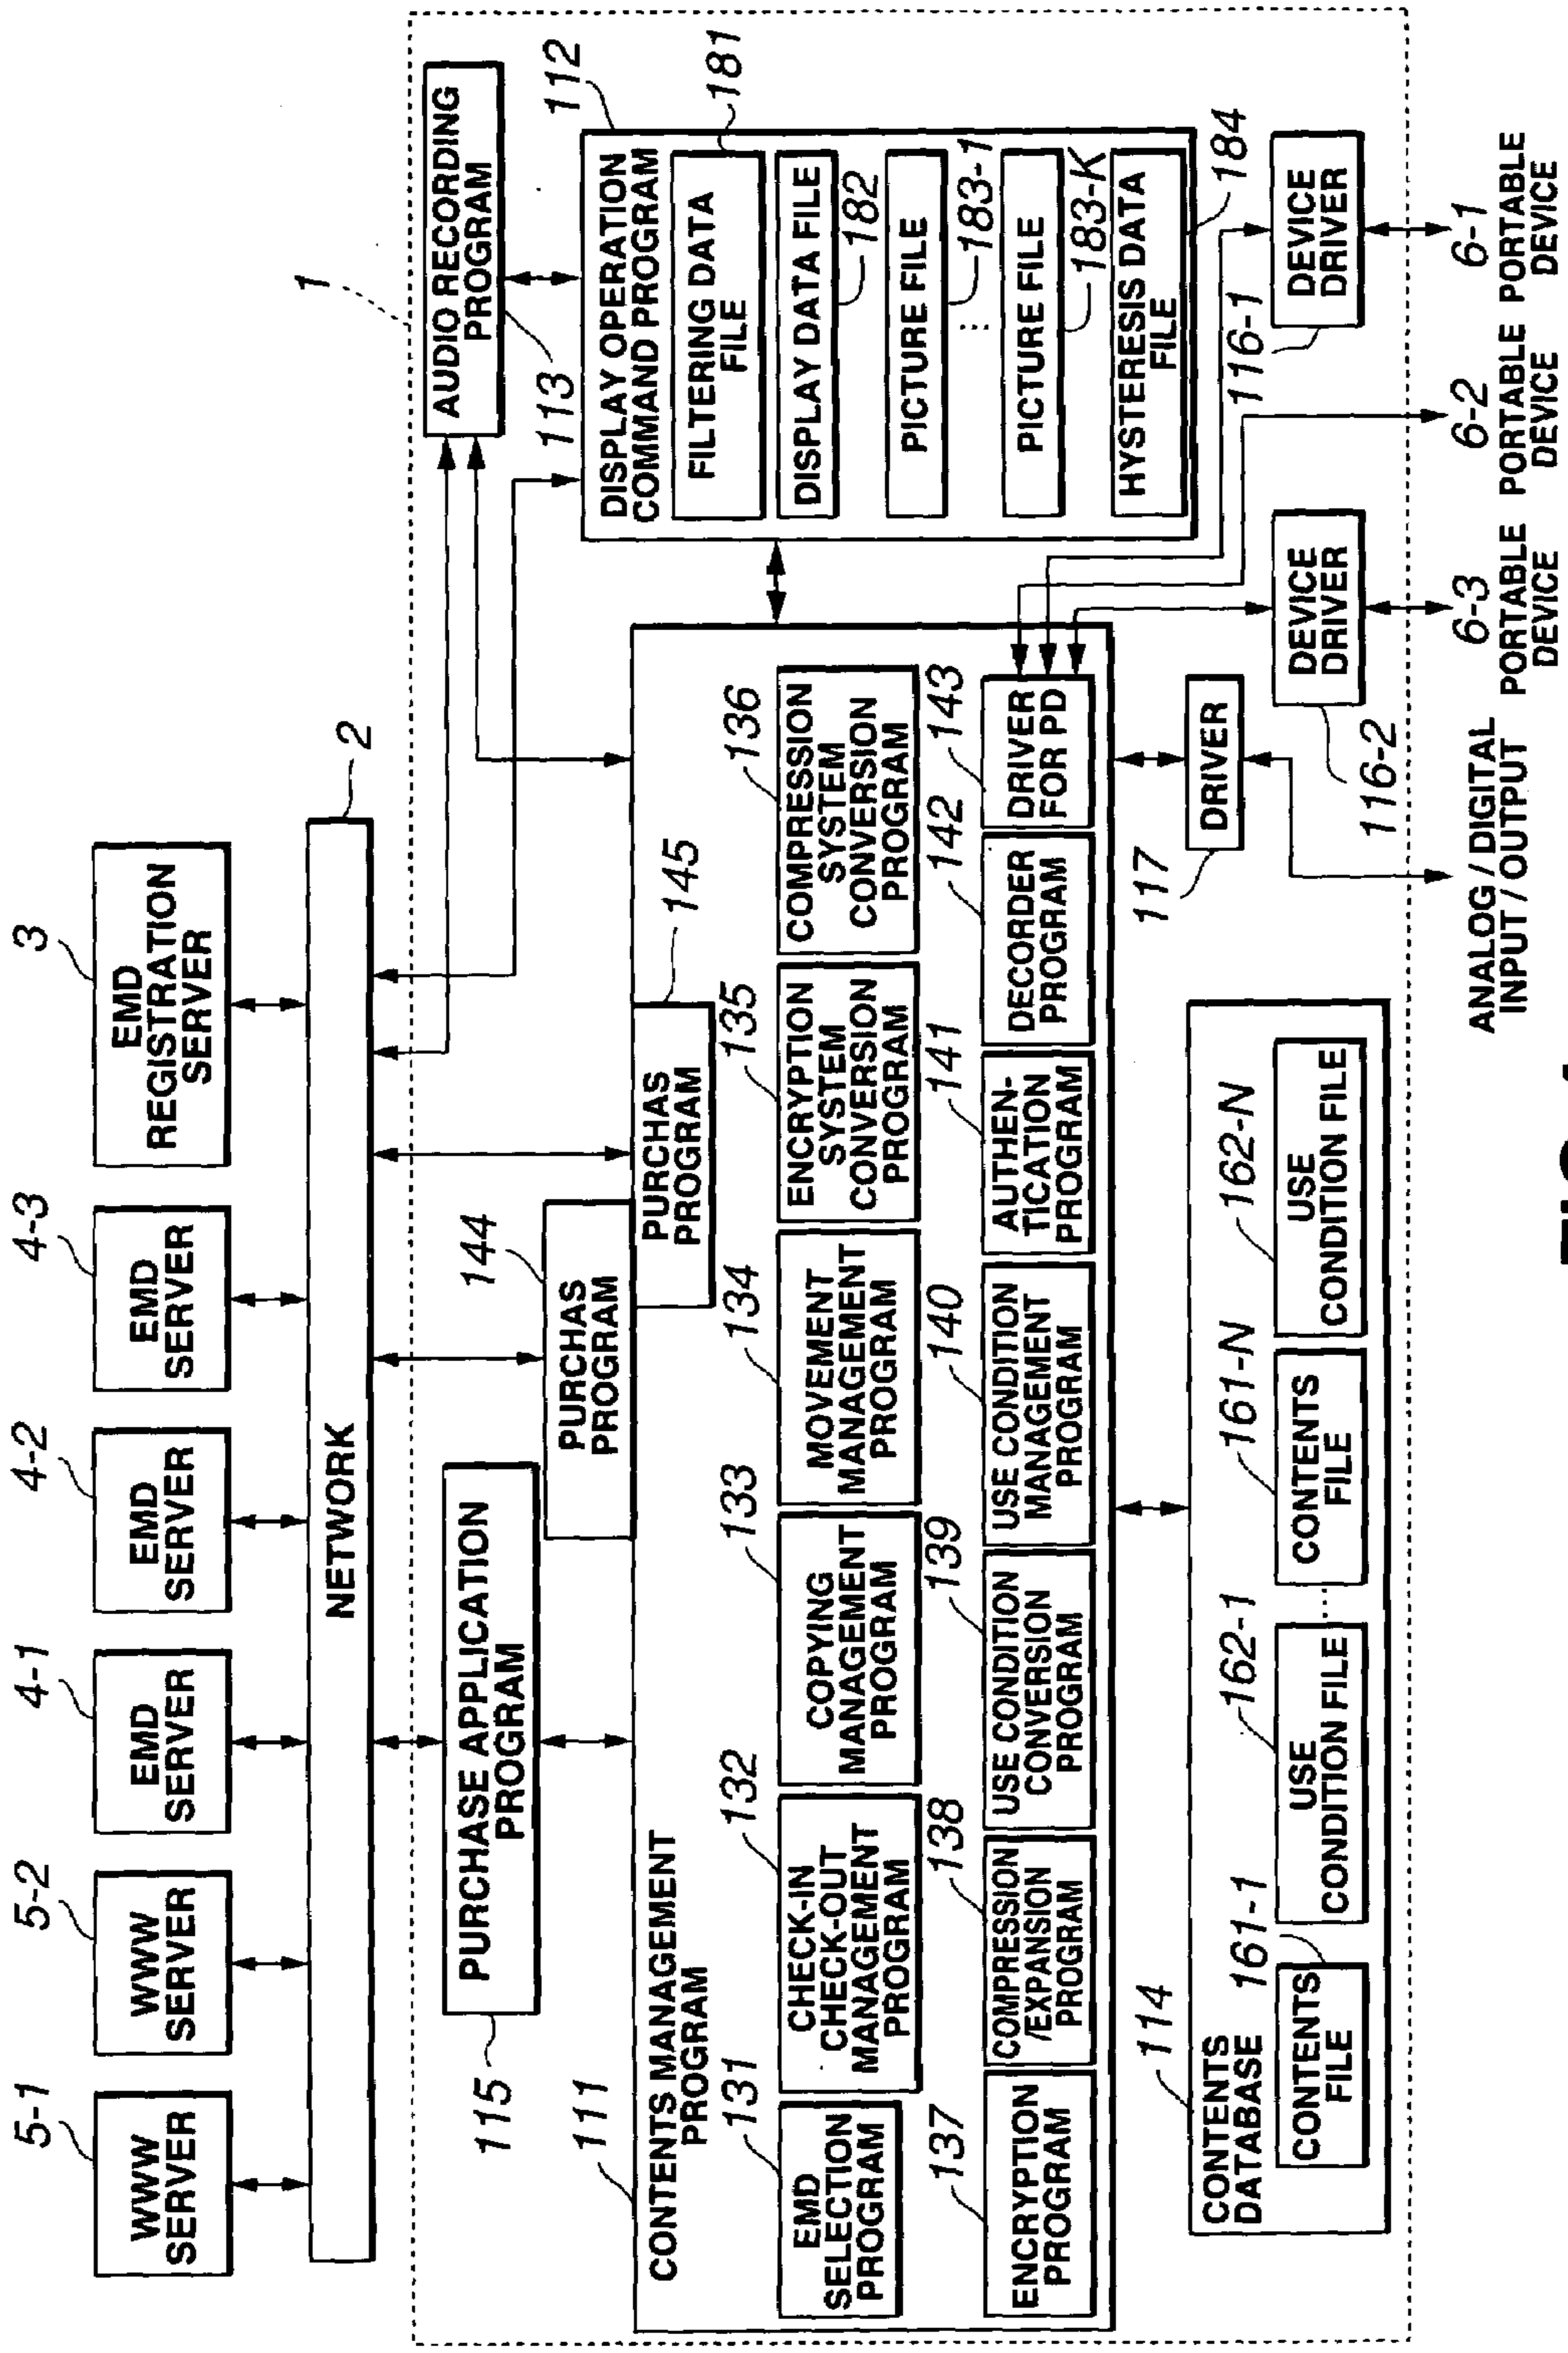 5-1
WWW
SERVER
5-2
WWW
SERVER
4-1
EMD
SERVER
4-2
EMD
SERVER
4-3
EMD
SERVER
3
EMD
REGISTRATION
SERVER
NETWORK
2
1
115
PURCHASE APPLICATION
PROGRAM
144
PURCHAS
PROGRAM
145
PURCHAS
PROGRAM
AUDIO RECORDING
PROGRAM
113
111
CONTENTS MANAGEMENT
PROGRAM
131
EMD
SELECTION
PROGRAM
132
CHECK-IN
CHECK-OUT
MANAGEMENT
PROGRAM
133
COPYING
MANAGEMENT
PROGRAM
134
MOVEMENT
MANAGEMENT
PROGRAM
135
ENCRYPTION
SYSTEM
CONVERSION
PROGRAM
136
COMPRESSION
SYSTEM
CONVERSION
PROGRAM
137
ENCRYPTION
PROGRAM
138
COMPRESSION
/EXPANSION
PROGRAM
139
USE CONDITION
CONVERSION
PROGRAM
140
USE CONDITION
MANAGEMENT
PROGRAM
141
AUTHEN-
TICATION
PROGRAM
142
DECORDER
PROGRAM
143
DRIVER
FOR PD
112
DISPLAY OPERATION
COMMAND PROGRAM
FILTERING DATA
FILE
181
DISPLAY DATA FILE
182
PICTURE FILE
183-1
PICTURE FILE
183-K
HYSTERESIS DATA
FILE
184
114
CONTENTS
DATABASE
161-1
CONTENTS
FILE
162-1
USE
CONDITION FILE
161-N
CONTENTS
FILE
162-N
USE
CONDITION FILE
117
DRIVER
116-2
DEVICE
DRIVER
116-1
DEVICE
DRIVER
ANALOG/DIGITAL
INPUT/OUTPUT
6-3
PORTABLE
DEVICE
6-2
PORTABLE
DEVICE
6-1
PORTABLE
DEVICE